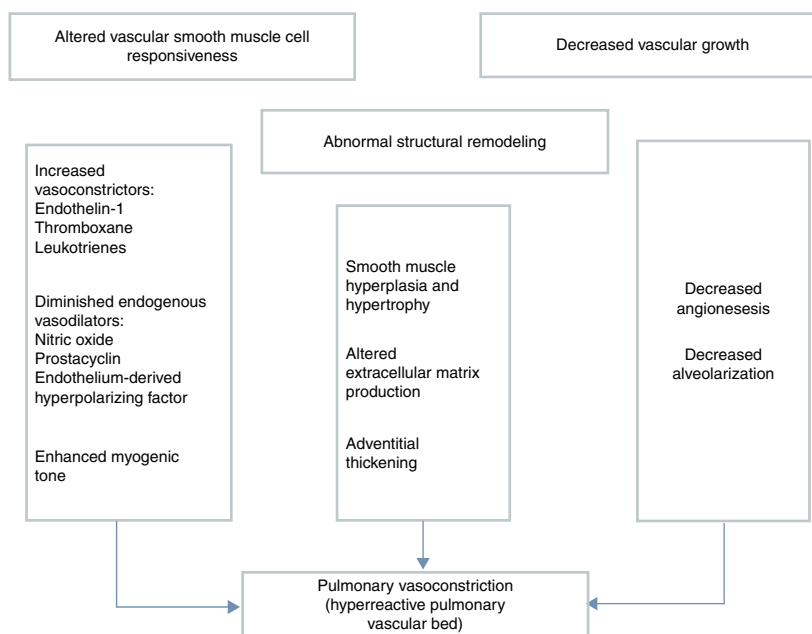 Altered vascular smooth muscle cell
responsiveness
Decreased vascular growth
Abnormal structural remodeling
Increased
vasoconstrictors:
Endothelin-1
Thromboxane
Leukotrienes
Diminished endogenous
vasodilators:
Nitric oxide
Prostacyclin
Endothelium-derived
hyperpolarizing factor
Enhanced myogenic
tone
Smooth muscle
hyperplasia and
hypertrophy
Altered
extracellular matrix
production
Adventitial
thickening
Decreased
angionesesis
Decreased
alveolarization
Pulmonary vasoconstriction
(hyperreactive pulmonary
vascular bed)